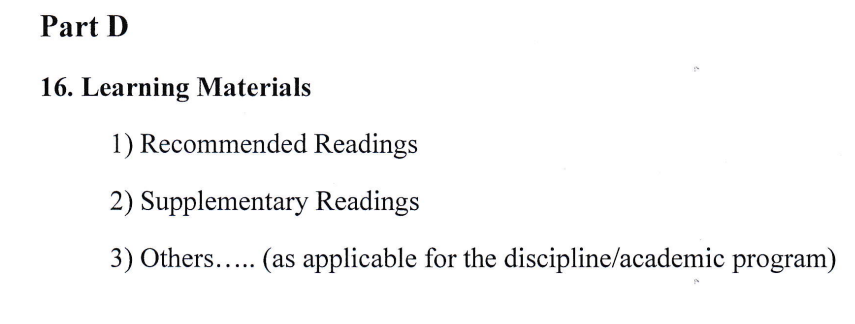 Part D
16. Learning Materials
1) Recommended Readings
2) Supplementary Readings
3) Others….. (as applicable for the discipline/academic program)